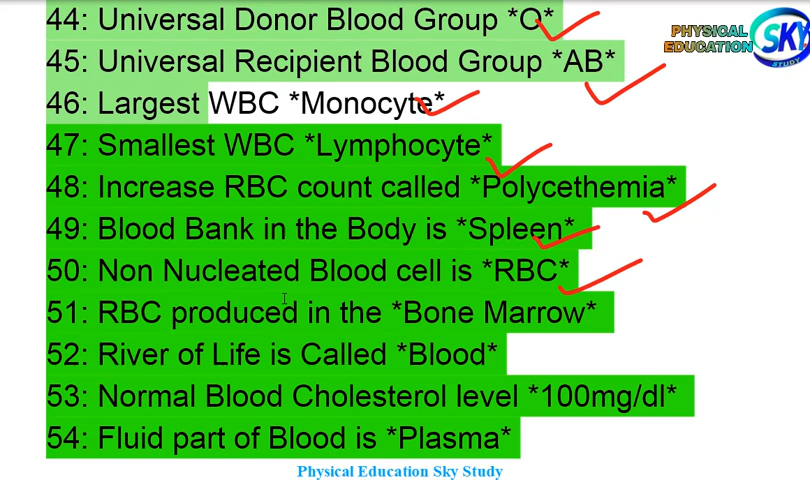 44: Universal Donor Blood Group *O*
45: Universal Recipient Blood Group *AB*
46: Largest WBC *Monocyte*
47: Smallest WBC *Lymphocyte*
48: Increase RBC count called *Polycethemia*
49: Blood Bank in the Body is *Spleen*
50: Non Nucleated Blood cell is *RBC*
51: RBC produced in the *Bone Marrow*
52: River of Life is Called *Blood*
53: Normal Blood Cholesterol level *100mg/dl*
54: Fluid part of Blood is *Plasma*
PHYSICAL
EDUCATION
SKY
STUDY
Physical Education Sky Study